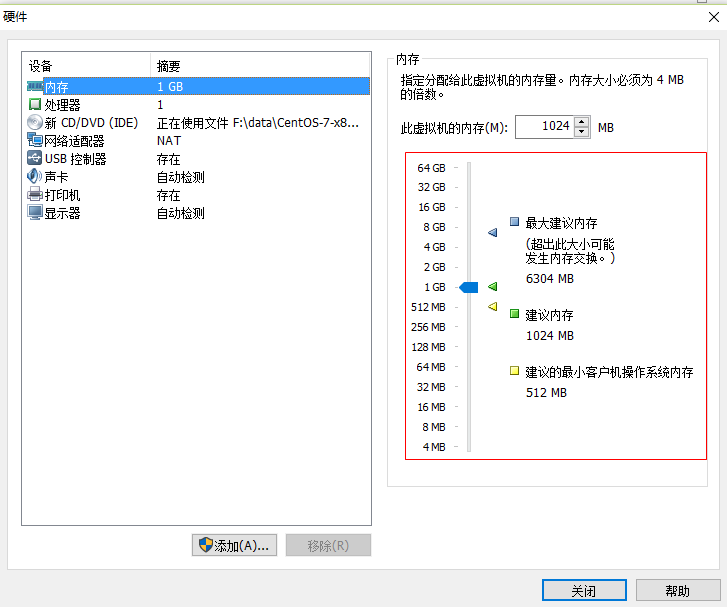 硬件
设备 摘要
内存 1 GB
处理器 1
新 CD/DVD (IDE) 正在使用文件 F:\data\CentOS-7-x8...
网络适配器 NAT
USB 控制器 存在
声卡 自动检测
打印机 存在
显示器 自动检测
添加(A)... 移除(R)
内存
指定分配给此虚拟机的内存量。内存大小必须为 4 MB
的倍数。
此虚拟机的内存(M): 1024 MB
64 GB
32 GB
16 GB
8 GB
4 GB
2 GB
1 GB
512 MB
256 MB
128 MB
64 MB
32 MB
16 MB
8 MB
4 MB
最大建议内存
(超出此大小可能
发生内存交换。)
6304 MB
建议内存
1024 MB
建议的最小客户机操作系统内存
512 MB
关闭 帮助